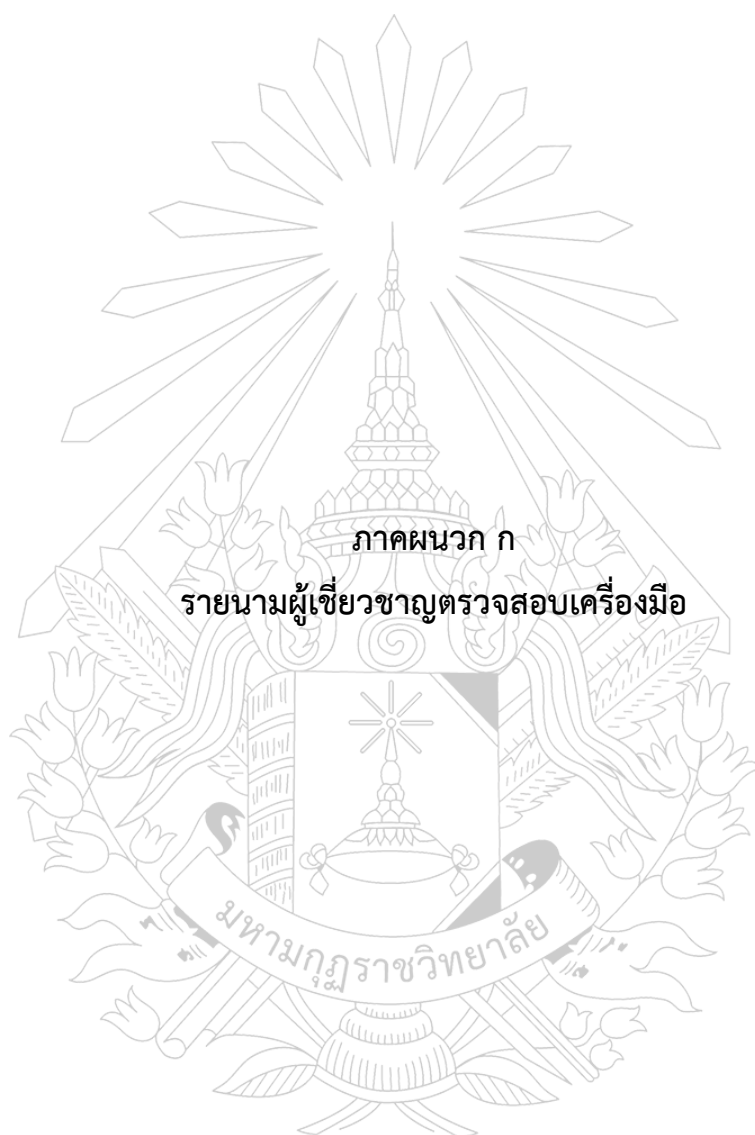 ภาคผนวก ก
รายนามผู้เชี่ยวชาญตรวจสอบเครื่องมือ
มหามกุฏราชวิทยาลัย